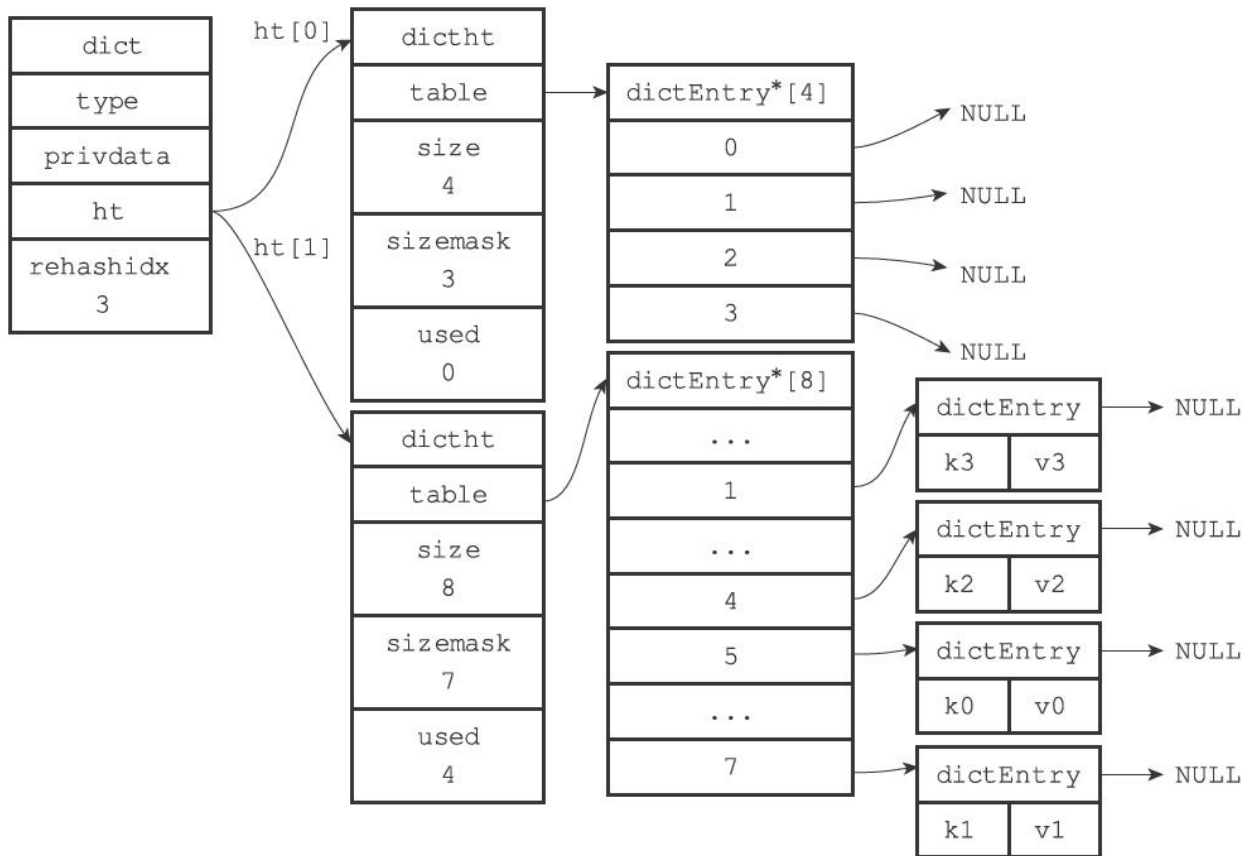 dict
type
privdata
ht
rehashidx
3
ht[0]
ht[1]
dictht
table
size
4
sizemask
3
used
0
dictht
table
size
8
sizemask
7
used
4
dictEntry*[4]
0
1
2
3
NULL
NULL
NULL
NULL
dictEntry*[8]
...
1
...
4
5
...
7
dictEntry
k3 v3
NULL
dictEntry
k2 v2
NULL
dictEntry
k0 v0
NULL
dictEntry
k1 v1
NULL